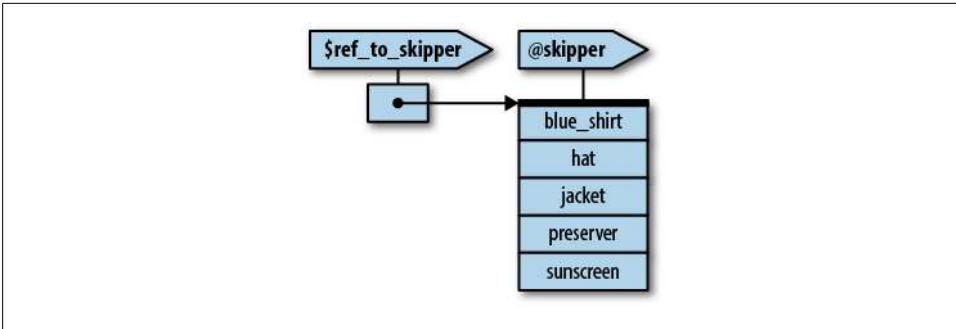 $ref_to_skipper
@skipper
blue_shirt
hat
jacket
preserver
sunscreen